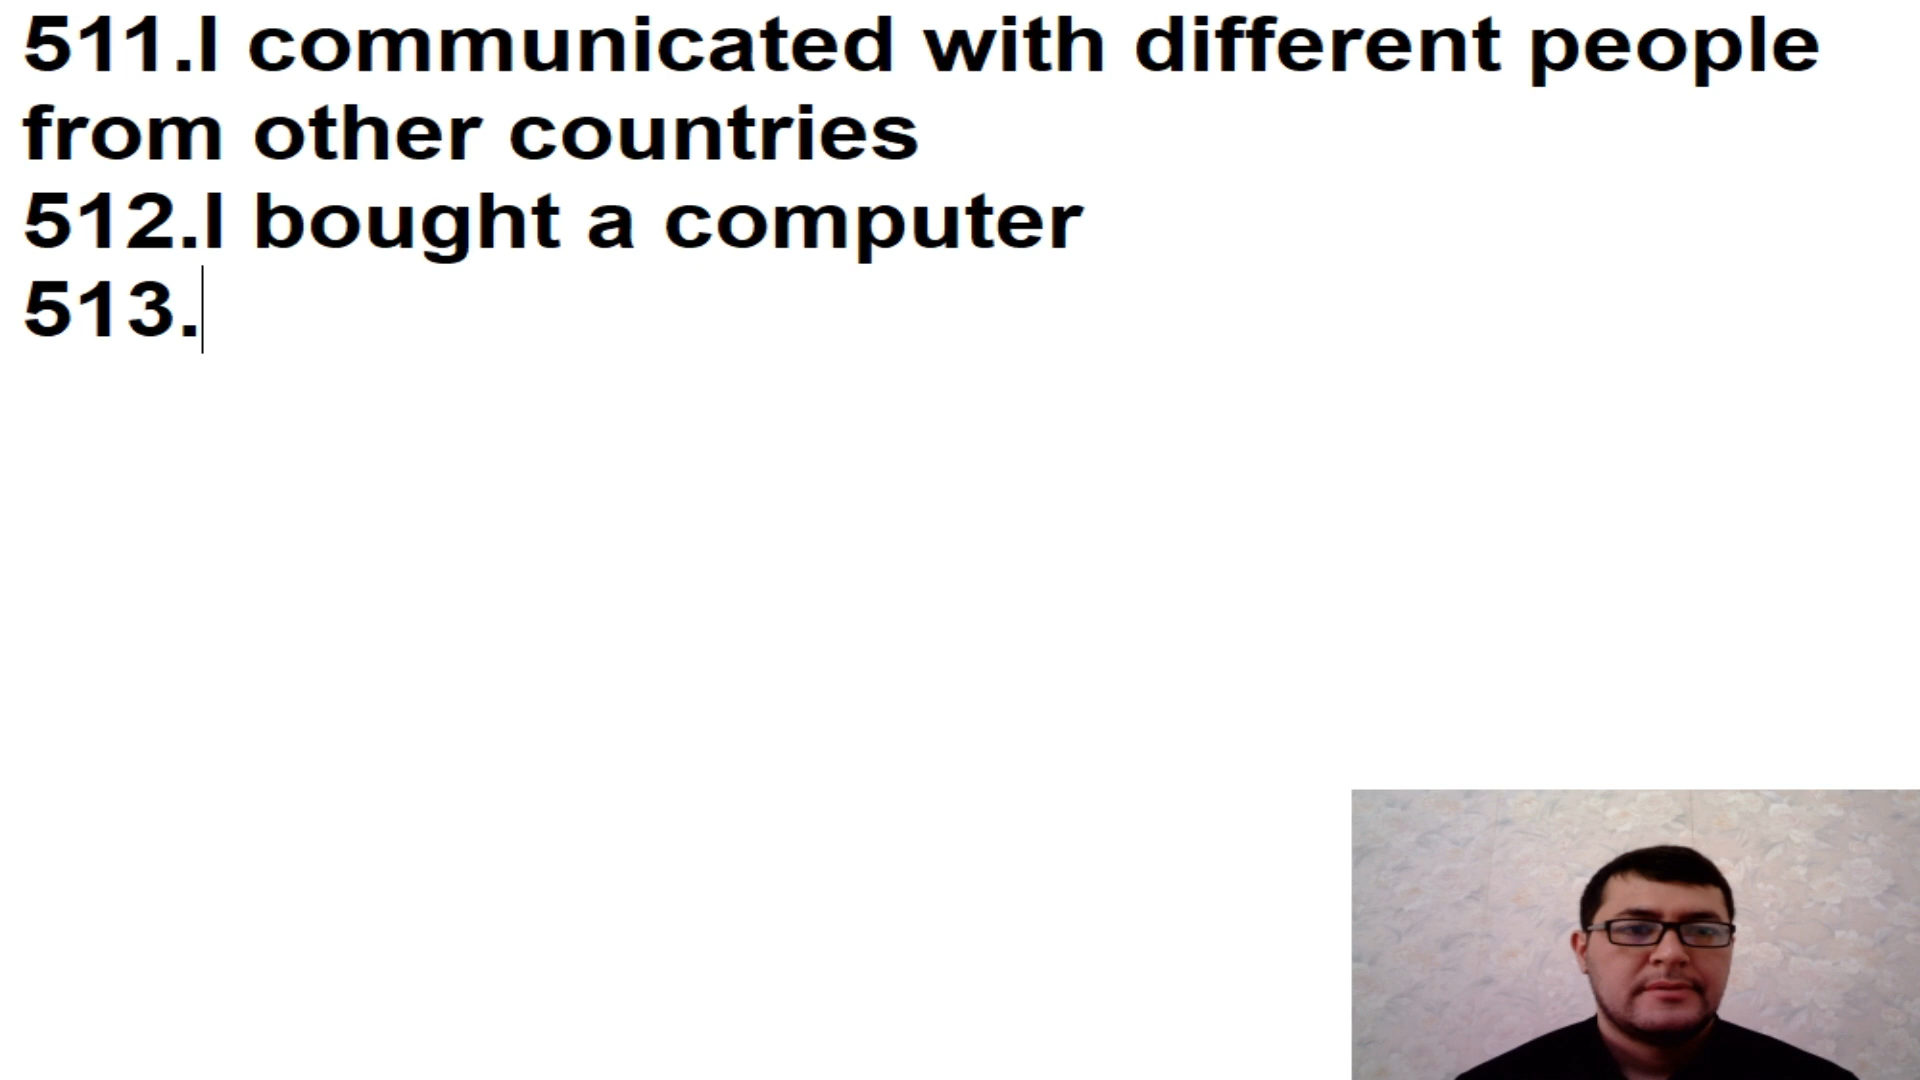 511.I communicated with different people
from other countries
512.I bought a computer
513.